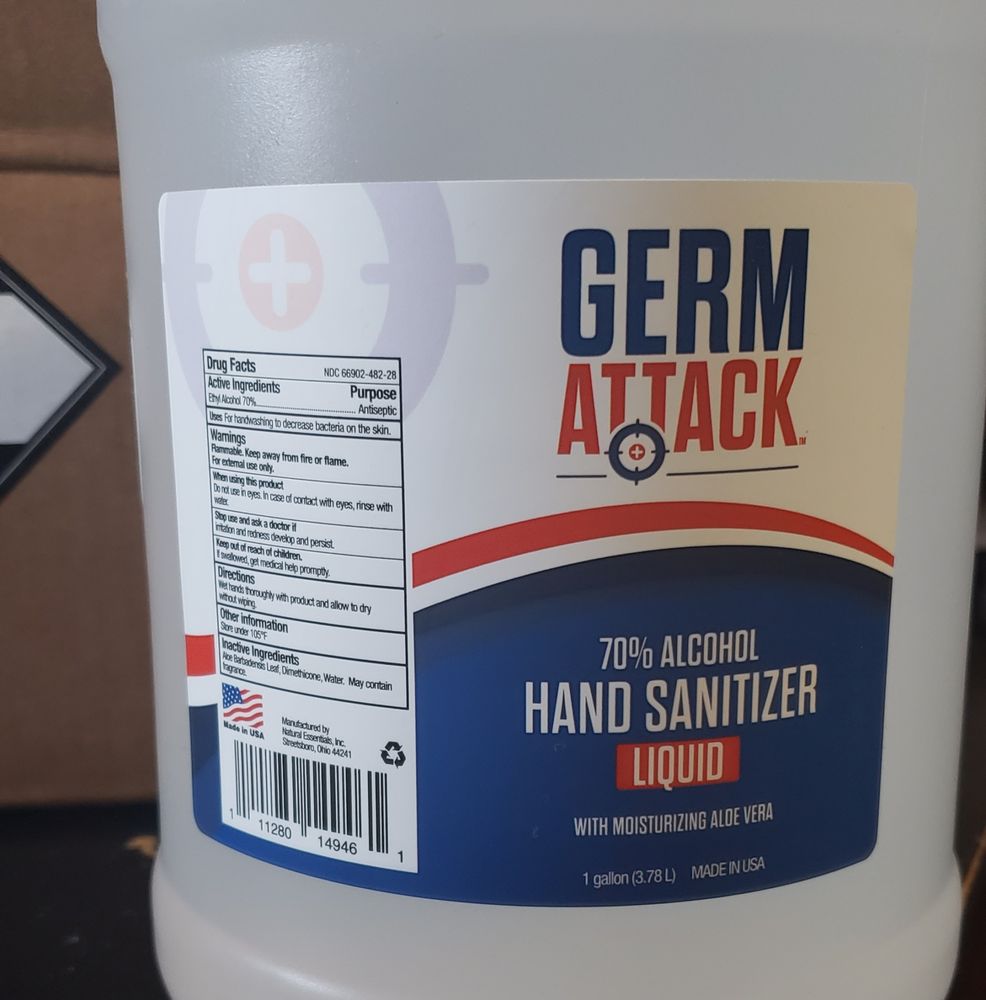 GERM
ATTACK™
70% ALCOHOL
HAND SANITIZER
LIQUID
WITH MOISTURIZING ALOE VERA
1 gallon (3.78 L) MADE IN USA
Drug Facts
NDC 66902-482-28
Active Ingredients Purpose
Ethyl Alcohol 70%.......................... Antiseptic
Uses For handwashing to decrease bacteria on the skin.
Warnings
Flammable. Keep away from fire or flame.
For external use only.
When using this product
Do not use in eyes. In case of contact with eyes, rinse with
water.
Stop use and ask a doctor if
irritation and redness develop and persist.
Keep out of reach of children.
If swallowed, get medical help promptly.
Directions
Wet hands thoroughly with product and allow to dry
without wiping.
Other information
Store under 105°F
Inactive Ingredients
Aloe Barbadensis Leaf, Dimethicone, Water. May contain
fragrance.
Made in USA
Manufactured by
Natural Essentials, Inc.
Streetsboro, Ohio 44241
1 11280 14946 1